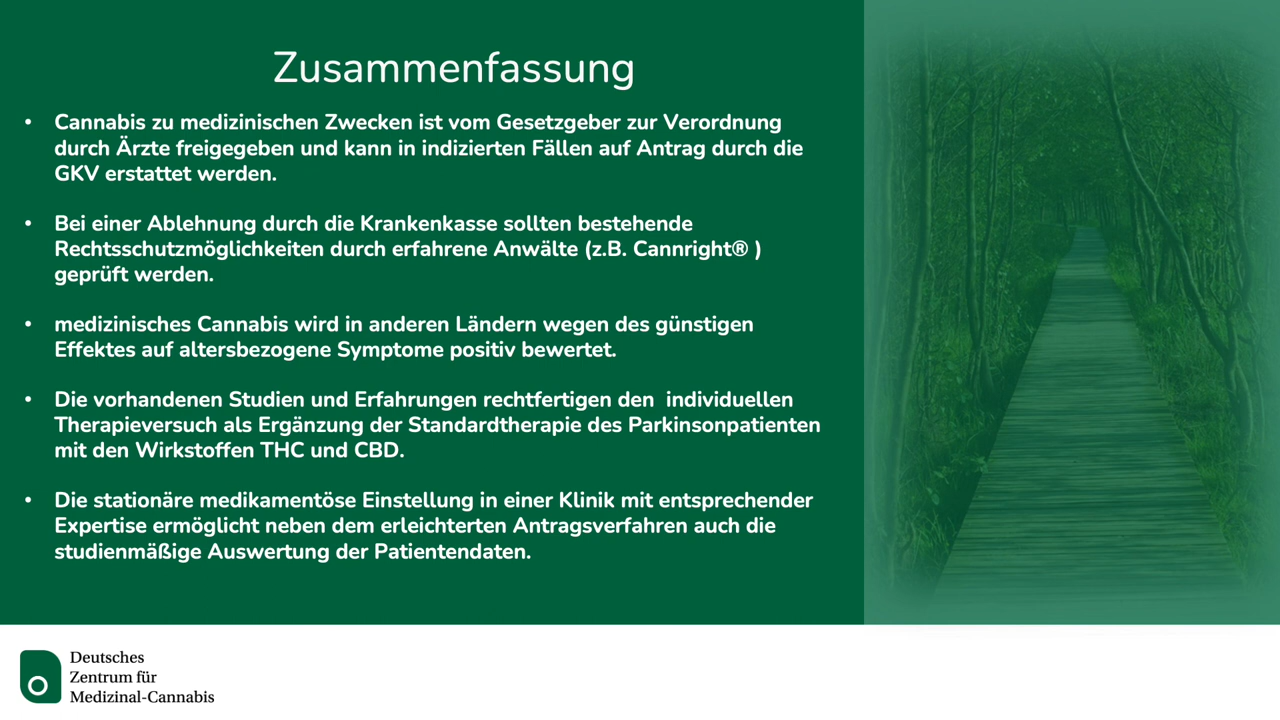 Zusammenfassung
• Cannabis zu medizinischen Zwecken ist vom Gesetzgeber zur Verordnung
durch Ärzte freigegeben und kann in indizierten Fällen auf Antrag durch die
GKV erstattet werden.
• Bei einer Ablehnung durch die Krankenkasse sollten bestehende
Rechtsschutzmöglichkeiten durch erfahrene Anwälte (z.B. Cannright® )
geprüft werden.
• medizinisches Cannabis wird in anderen Ländern wegen des günstigen
Effektes auf altersbezogene Symptome positiv bewertet.
• Die vorhandenen Studien und Erfahrungen rechtfertigen den  individuellen
Therapieversuch als Ergänzung der Standardtherapie des Parkinsonpatienten
mit den Wirkstoffen THC und CBD.
• Die stationäre medikamentöse Einstellung in einer Klinik mit entsprechender
Expertise ermöglicht neben dem erleichterten Antragsverfahren auch die
studienmäßige Auswertung der Patientendaten.
Deutsches
Zentrum für
Medizinal-Cannabis